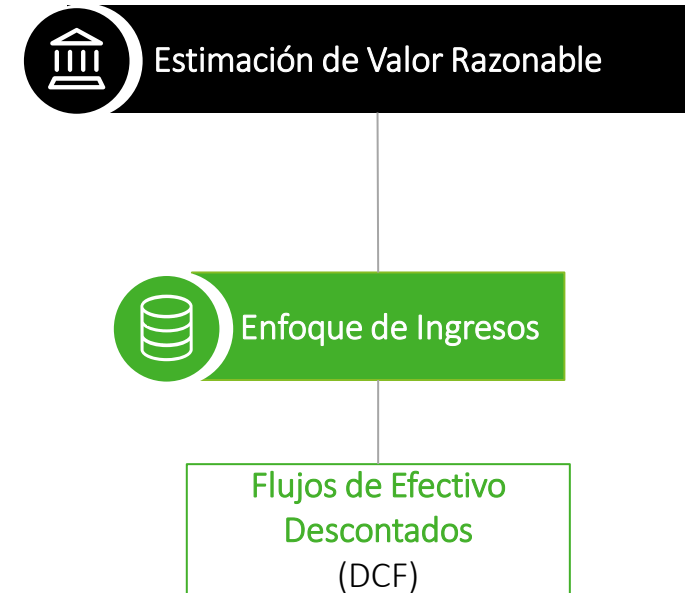 Estimación de Valor Razonable
Enfoque de Ingresos
Flujos de Efectivo
Descontados
(DCF)